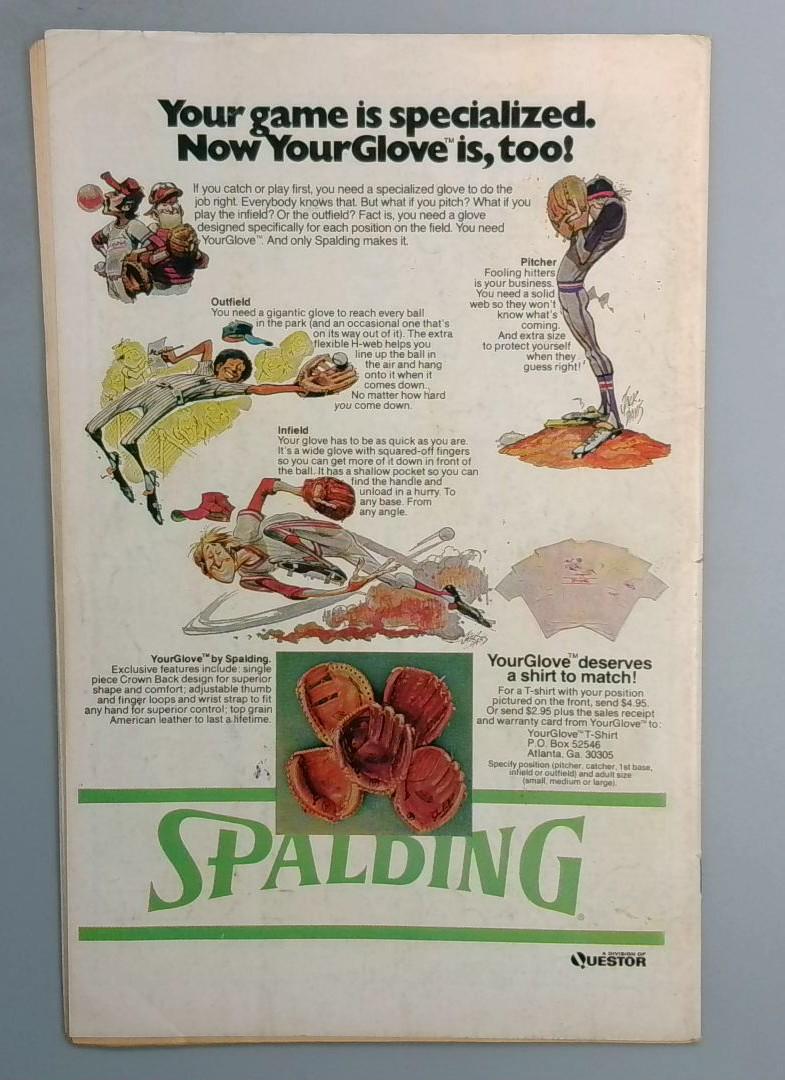 Your game is specialized.
Now YourGlove™ is, too!
If you catch or play first, you need a specialized glove to do the
job right. Everybody knows that. But what if you pitch? What if you
play the infield? Or the outfield? Fact is, you need a glove
designed specifically for each position on the field. You need
YourGlove™. And only Spalding makes it.
Pitcher
Fooling hitters
is your business.
You need a solid
web so they won't
know what's
coming.
And extra size
to protect yourself
when they
guess right!
Outfield
You need a gigantic glove to reach every ball
in the park (and an occasional one that's
on its way out of it). The extra
flexible H-web helps you
line up the ball in
the air and hang
onto it when it
comes down.
No matter how hard
you come down.
JACK
DAVIS
Infield
Your glove has to be as quick as you are.
It's a wide glove with squared-off fingers
so you can get more of it down in front of
the ball. It has a shallow pocket so you can
find the handle and
unload in a hurry. To
any base. From
any angle.
YourGlove™ by Spalding.
Exclusive features include: single
piece Crown Back design for superior
shape and comfort; adjustable thumb
and finger loops and wrist strap to fit
any hand for superior control; top grain
American leather to last a lifetime.
YourGlove™ deserves
a shirt to match!
For a T-shirt with your position
pictured on the front, send $4.95.
Or send $2.95 plus the sales receipt
and warranty card from YourGlove™ to:
YourGlove™ T-Shirt
P.O. Box 52546
Atlanta, Ga. 30305
Specify position (pitcher, catcher, 1st base,
infield or outfield) and adult size
(small, medium or large).
SPALDING®
A DIVISION OF
QUESTOR